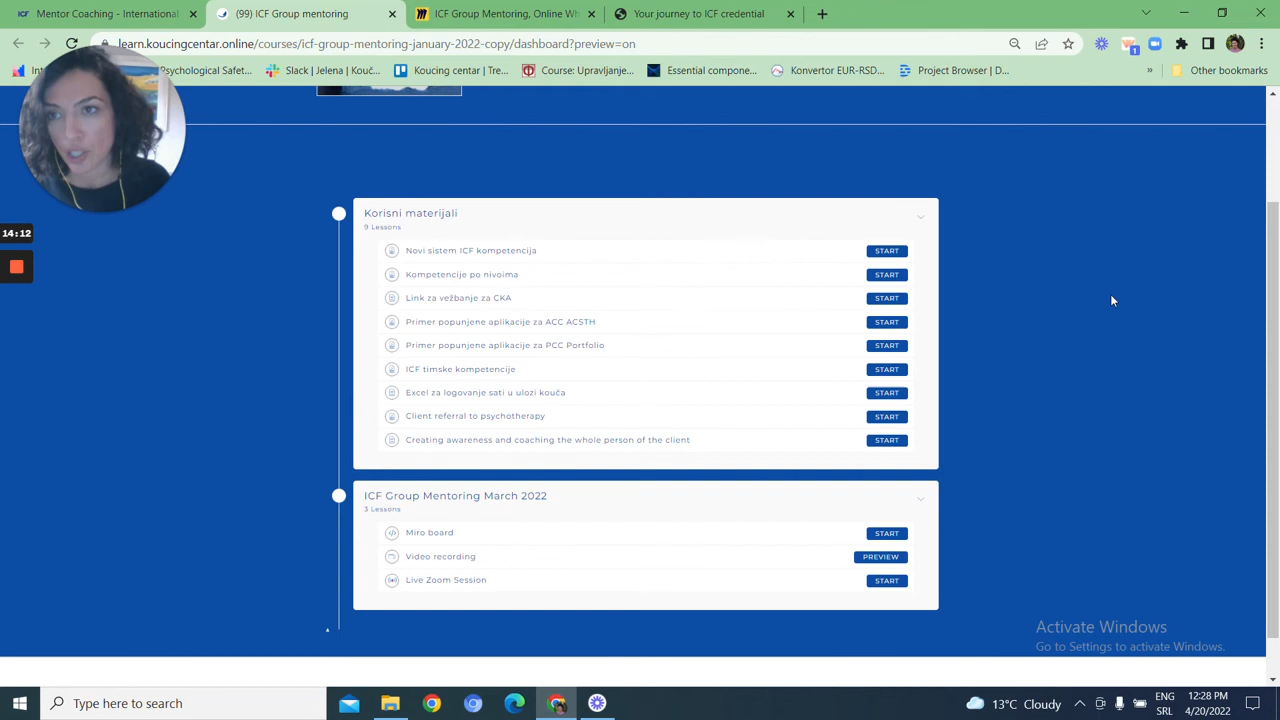 Mentor Coaching - International
(99) ICF Group mentoring
ICF Group Mentoring, Online Wh
Your journey to ICF credential
learn.koucingcentar.online/courses/icf-group-mentoring-january-2022-copy/dashboard?preview=on
1
Psychological Safet...
Slack | Jelena | Kouč...
Koucing centar | Tre...
Course: Upravljanje...
Essential compone...
Konvertor EUR-RSD...
Project Browser | D...
»
Other bookmarks
14:12
Korisni materijali
9 Lessons
Novi sistem ICF kompetencija
START
Kompetencije po nivoima
START
Link za vežbanje za CKA
START
Primer popunjene aplikacije za ACC ACSTH
START
Primer popunjene aplikacije za PCC Portfolio
START
ICF timske kompetencije
START
Excel za logovanje sati u ulozi kouča
START
Client referral to psychotherapy
START
Creating awareness and coaching the whole person of the client
START
ICF Group Mentoring March 2022
3 Lessons
Miro board
START
Video recording
PREVIEW
Live Zoom Session
START
Activate Windows
Go to Settings to activate Windows.
Type here to search
13°C Cloudy
ENG
SRL
12:28 PM
4/20/2022